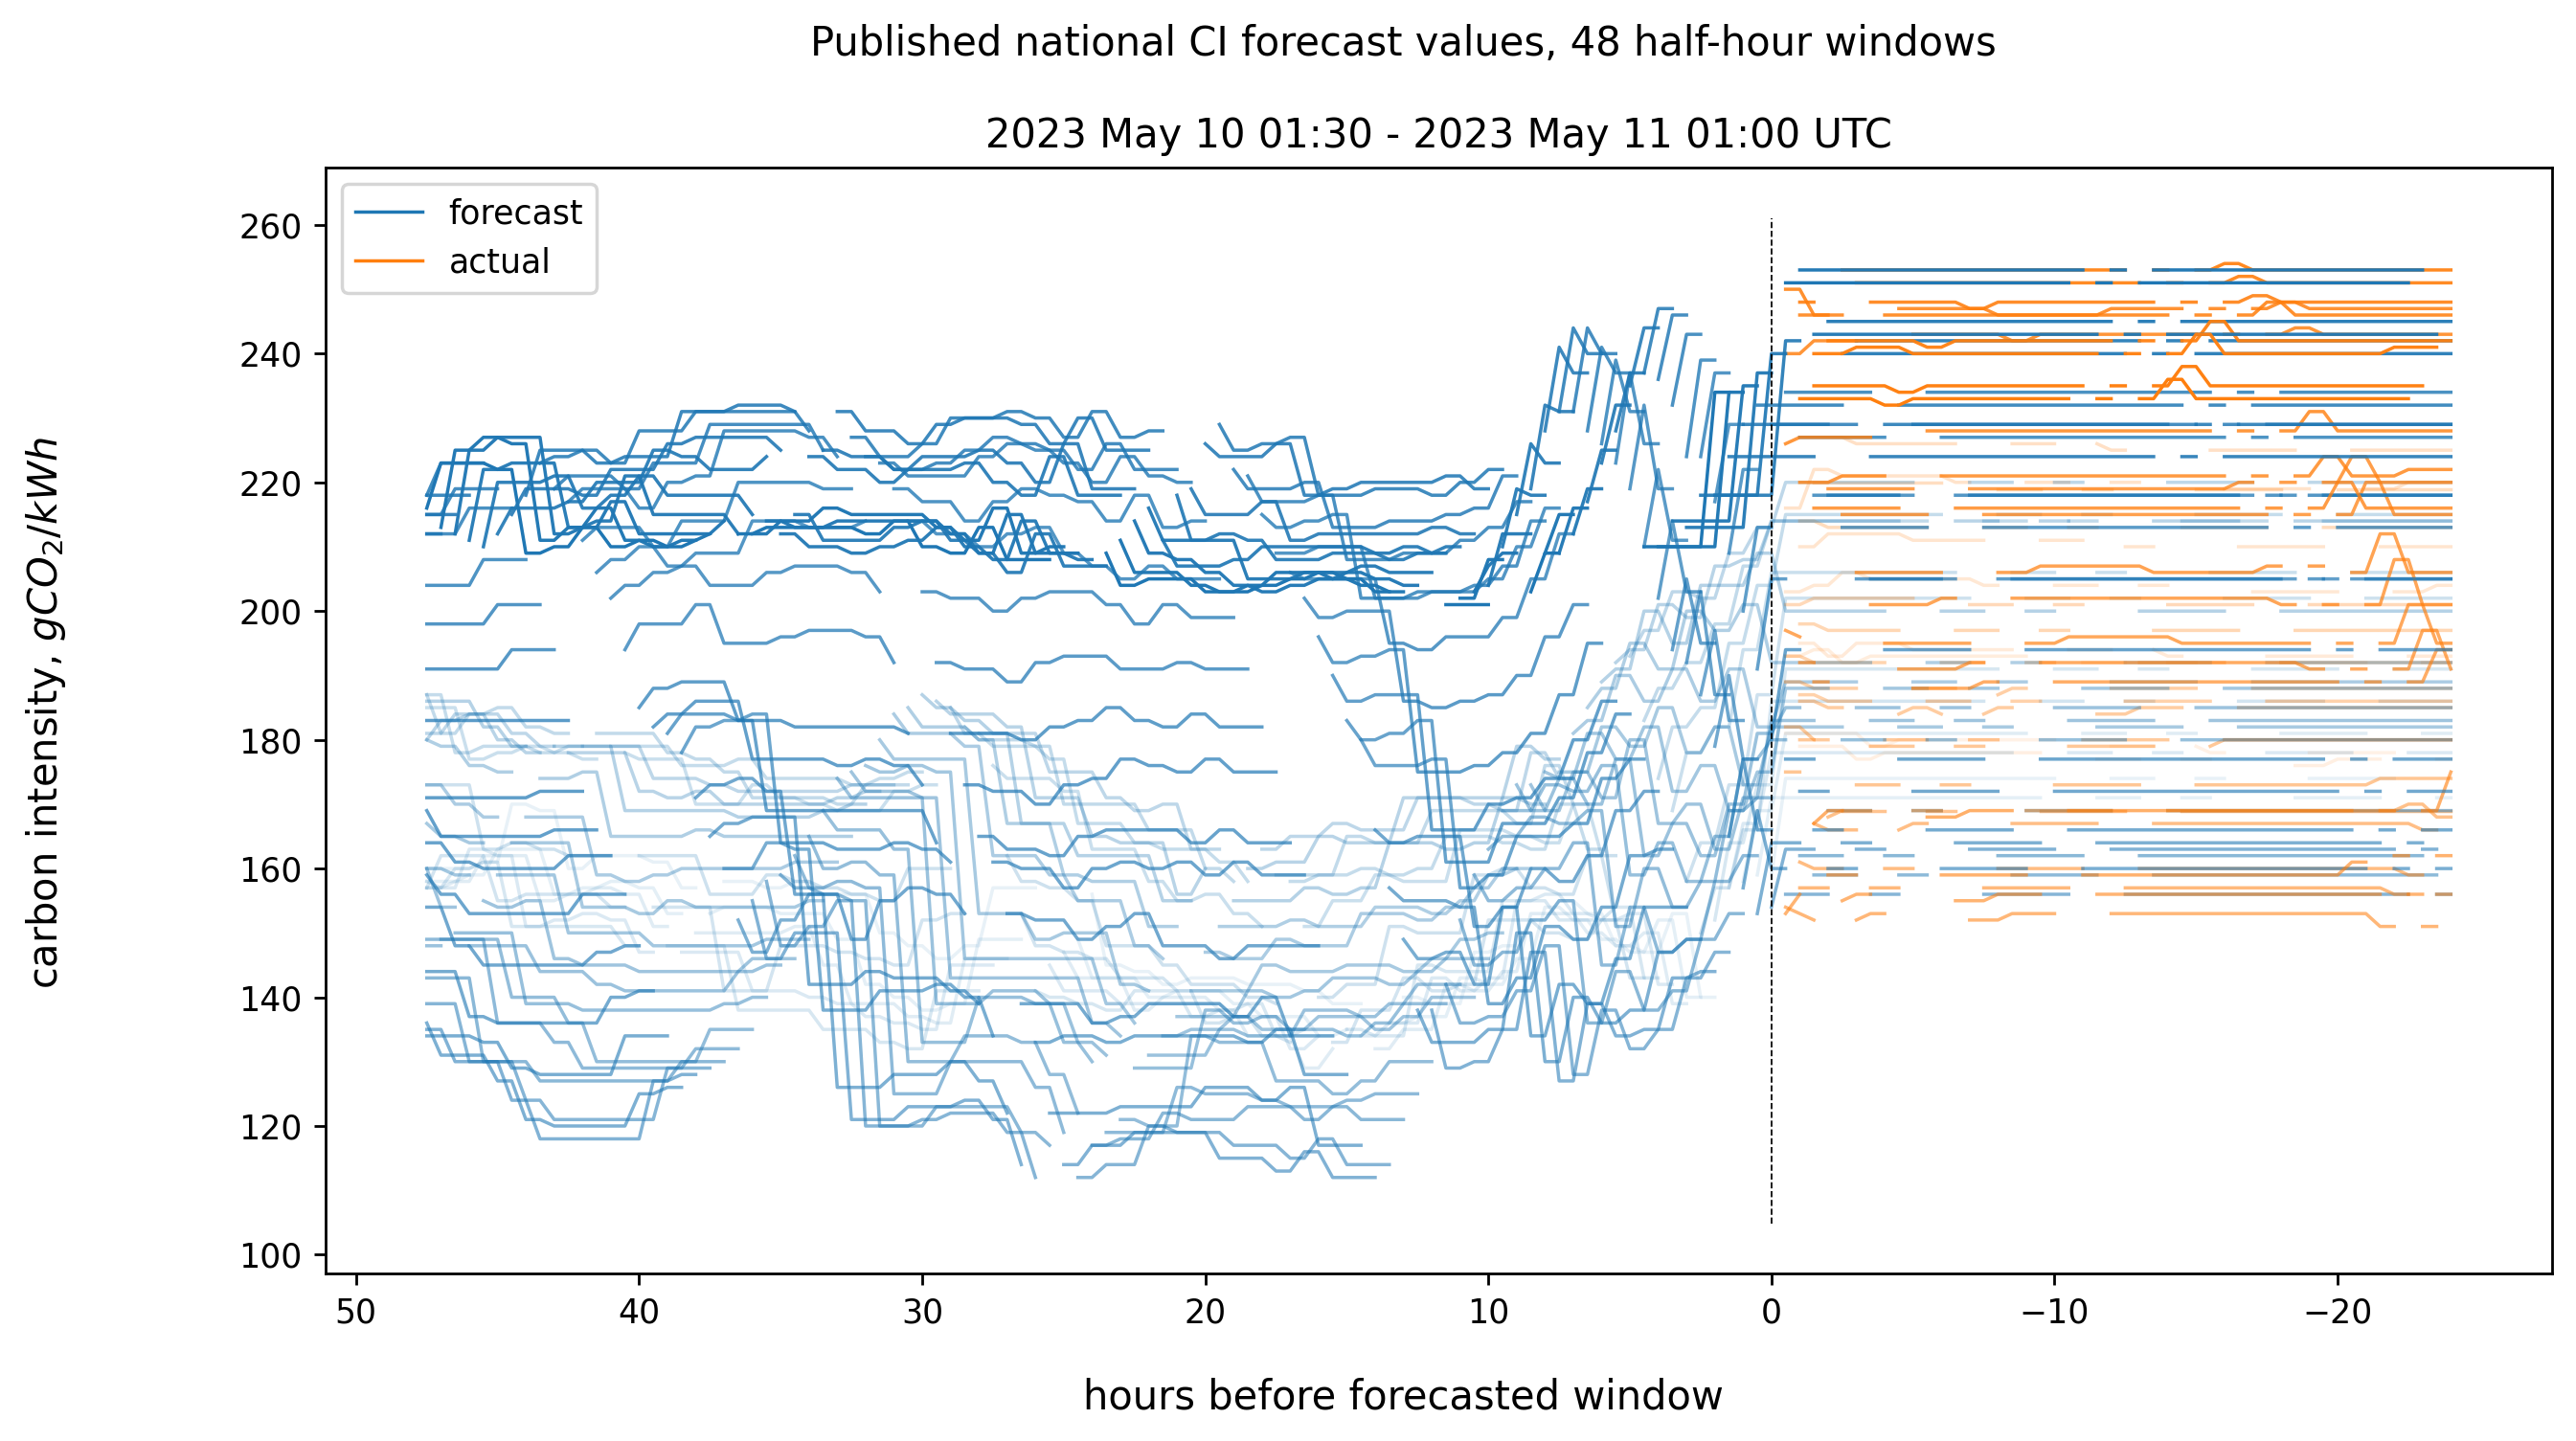 Published national CI forecast values, 48 half-hour windows
2023 May 10 01:30 - 2023 May 11 01:00 UTC
forecast
actual
carbon intensity, gCO₂/kWh
260
240
220
200
180
160
140
120
100
50
40
30
20
10
0
−10
−20
hours before forecasted window